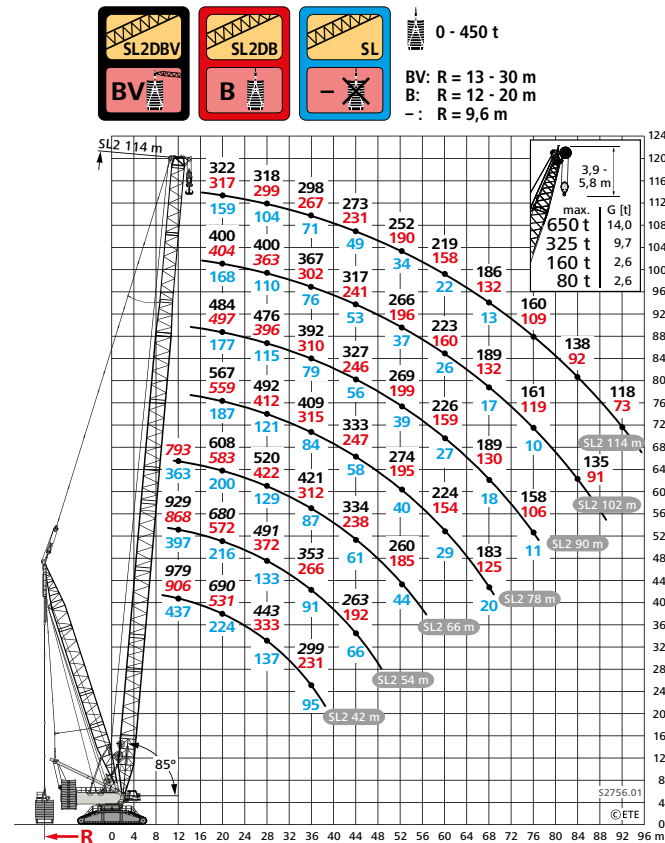 SL2DBV
SL2DB
SL
BV
B
–
0 - 450 t
BV: R = 13 - 30 m
B: R = 12 - 20 m
– : R = 9,6 m
SL2 114 m
3,9 -
5,8 m
max. G [t]
650 t 14,0
325 t 9,7
160 t 2,6
80 t 2,6
124
120
116
112
108
104
100
96
92
88
84
80
76
72
68
64
60
56
52
48
44
40
36
32
28
24
20
16
12
8
4
0
322 318 298 273 252 219 186 160 138 118
317 299 267 231 190 158 132 109 92 73
159 104 71 49 34 22 13
SL2 114 m
400 400 367 317 266 223 189 161 135
404 363 302 241 196 160 132 119 91
168 110 76 53 37 26 17 10
SL2 102 m
484 476 392 327 269 226 189 158
497 396 310 246 199 159 130 106
177 115 79 56 39 27 18 11
SL2 90 m
567 492 409 333 274 224 183
559 412 315 247 195 154 125
187 121 84 58 40 29 20
SL2 78 m
608 520 421 334 260
793 583 422 312 238 185
363 200 129 87 61 44
SL2 66 m
929 680 491 353 263
868 572 372 266 192
397 216 133 91 66
SL2 54 m
979 690 443 299
906 531 333 231
437 224 137 95
SL2 42 m
85°
S2756.01
©ETE
R
0 4 8 12 16 20 24 28 32 36 40 44 48 52 56 60 64 68 72 76 80 84 88 92 96 m